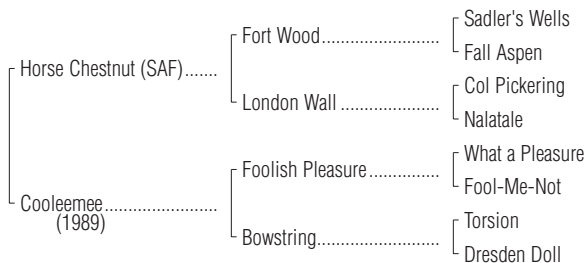 Sadler's Wells
Fort Wood..........................
Fall Aspen
Horse Chestnut (SAF).......
Col Pickering
London Wall .....................
Nalatale
What a Pleasure
Foolish Pleasure...............
Fool-Me-Not
Cooleemee........................
(1989)
Torsion
Bowstring..........................
Dresden Doll